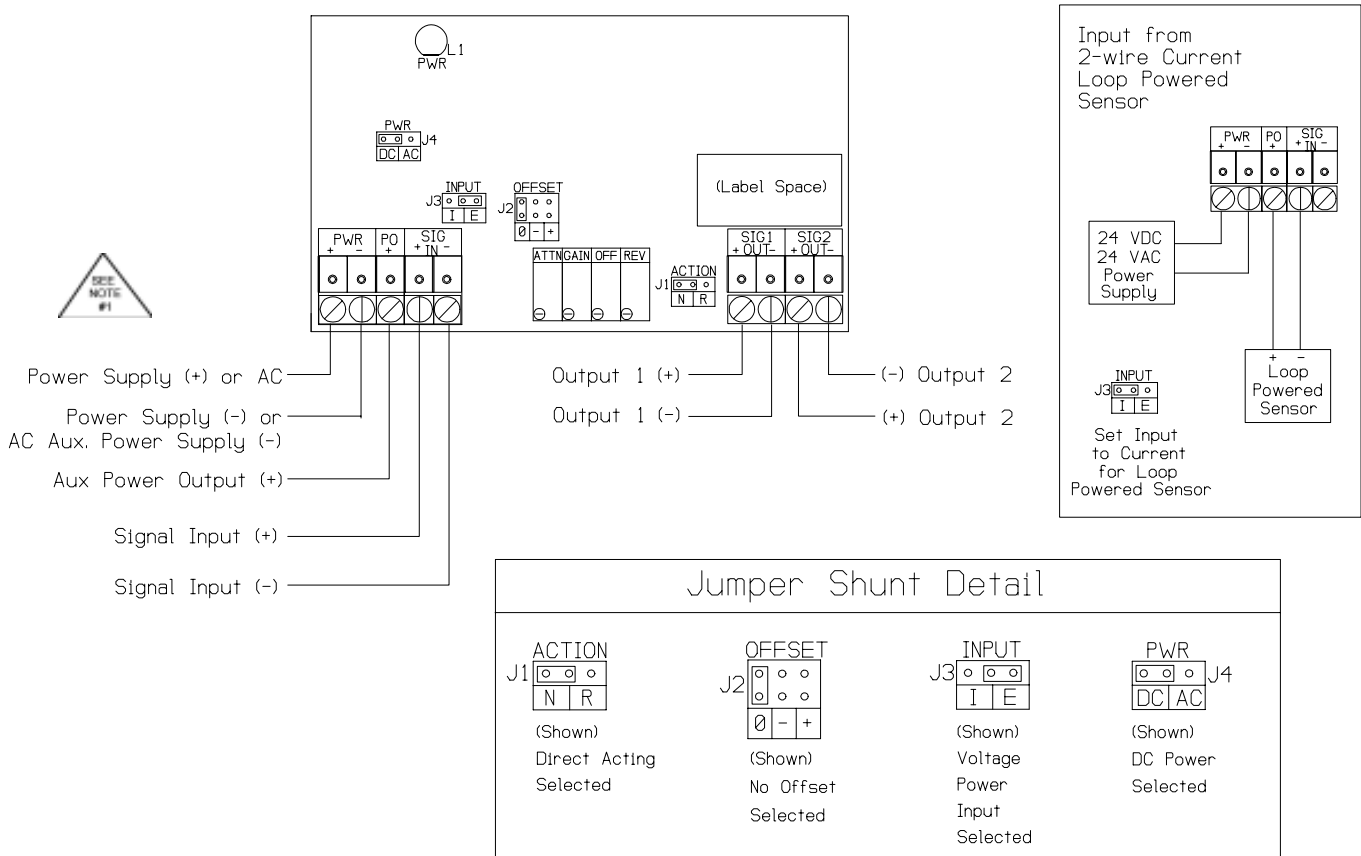 L1
PWR
PWR
J4
DC AC
INPUT
J3
I E
OFFSET
J2
Ø - +
(Label Space)
PWR PO SIG
+ - + + IN -
ATTN GAIN OFF REV
ACTION
J1
N R
SIG1 SIG2
+ OUT - + OUT -
SEE
NOTE
#1
Power Supply (+) or AC
Power Supply (-) or
AC Aux. Power Supply (-)
Aux Power Output (+)
Signal Input (+)
Signal Input (-)
Output 1 (+)
Output 1 (-)
(-) Output 2
(+) Output 2
Input from
2-wire Current
Loop Powered
Sensor
PWR PO SIG
+ - + + IN -
24 VDC
24 VAC
Power
Supply
+ -
Loop
Powered
Sensor
INPUT
J3
I E
Set Input
to Current
for Loop
Powered Sensor
Jumper Shunt Detail
ACTION
J1
N R
(Shown)
Direct Acting
Selected
OFFSET
J2
Ø - +
(Shown)
No Offset
Selected
INPUT
J3
I E
(Shown)
Voltage
Power
Input
Selected
PWR
J4
DC AC
(Shown)
DC Power
Selected